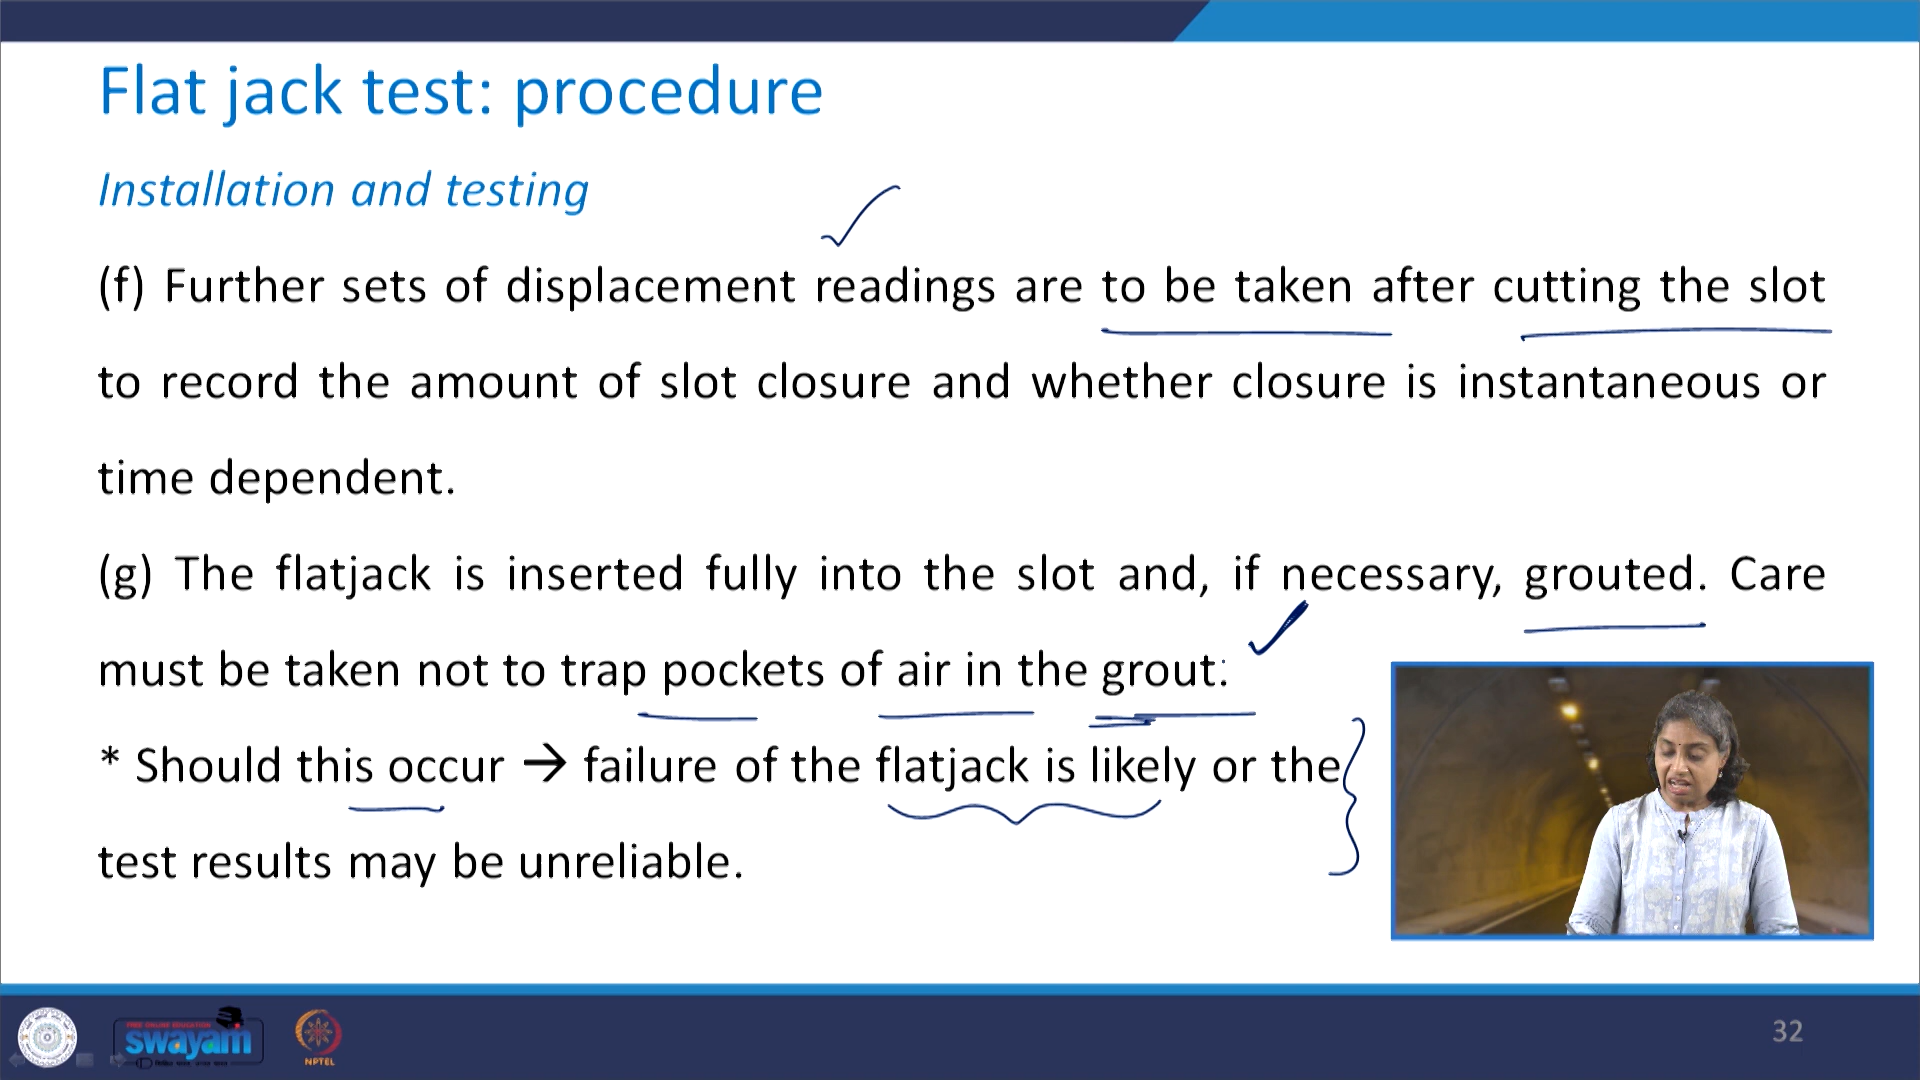 Flat jack test: procedure
Installation and testing
(f) Further sets of displacement readings are to be taken after cutting the slot
to record the amount of slot closure and whether closure is instantaneous or
time dependent.
(g) The flatjack is inserted fully into the slot and, if necessary, grouted. Care
must be taken not to trap pockets of air in the grout:
* Should this occur → failure of the flatjack is likely or the
test results may be unreliable.
FREE ONLINE EDUCATION
swayam
NPTEL
32